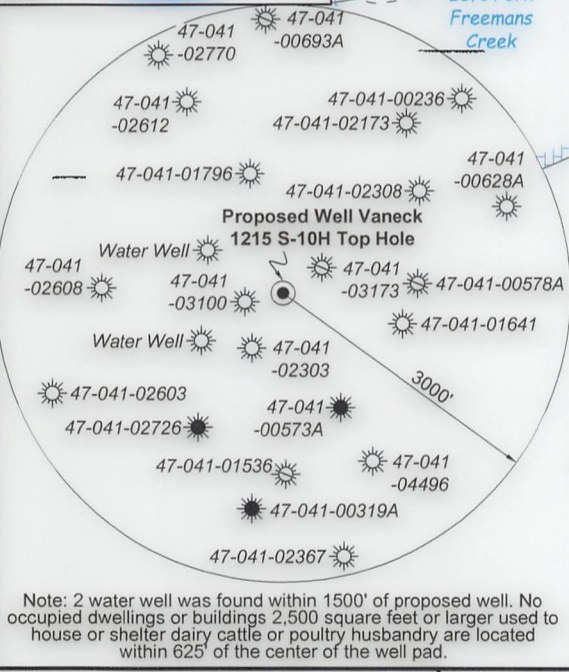 Freemans
Creek
47-041
-00693A
47-041
-02770
47-041
-02612
47-041-00236
47-041-02173
47-041-01796
47-041
-00628A
47-041-02308
Proposed Well Vaneck
1215 S-10H Top Hole
Water Well
47-041
-02608
47-041
-03100
47-041
-03173
47-041-00578A
47-041-01641
Water Well
47-041
-02303
3000'
47-041-02603
47-041
-00573A
47-041-02726
47-041-01536
47-041
-04496
47-041-00319A
47-041-02367
Note: 2 water well was found within 1500' of proposed well. No
occupied dwellings or buildings 2,500 square feet or larger used to
house or shelter dairy cattle or poultry husbandry are located
within 625' of the center of the well pad.